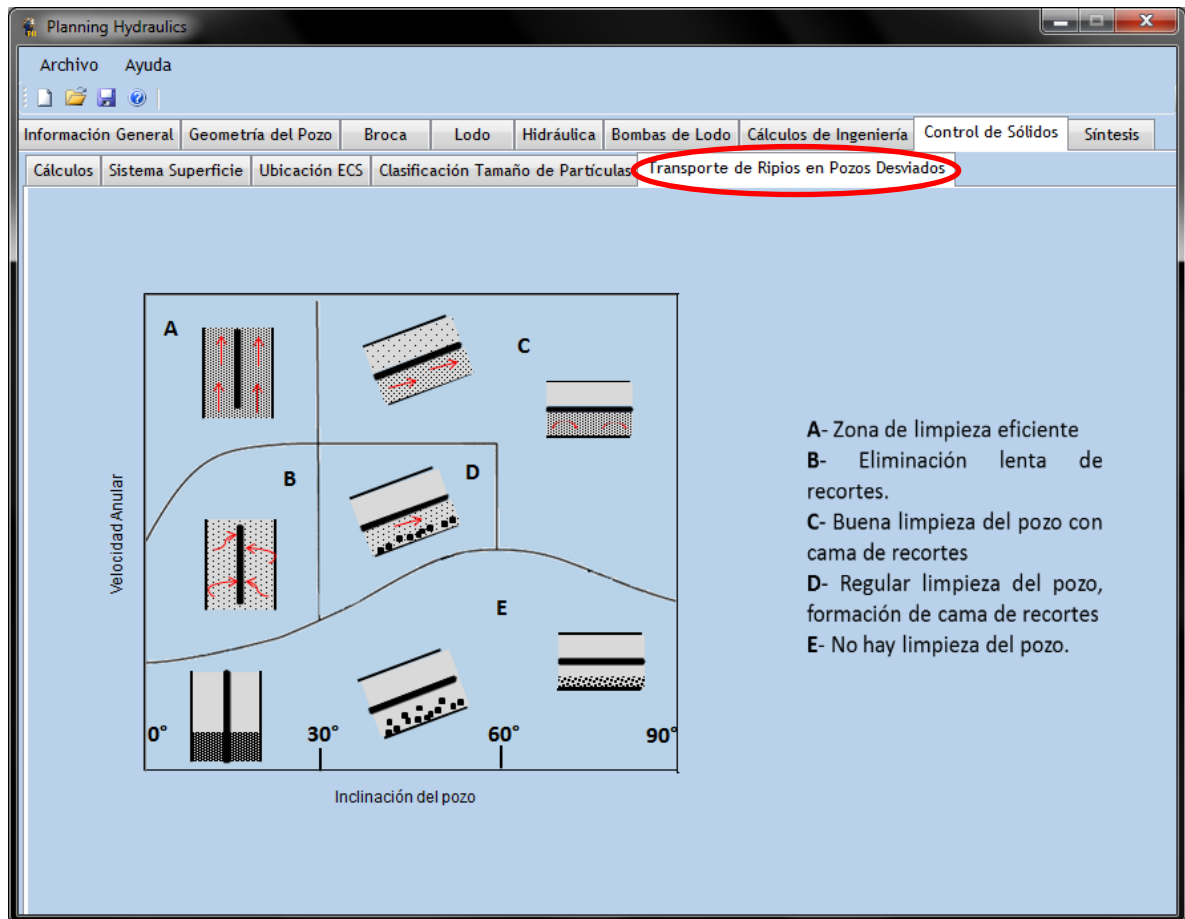 Planning Hydraulics
Archivo Ayuda
Información General Geometría del Pozo Broca Lodo Hidráulica Bombas de Lodo Cálculos de Ingeniería Control de Sólidos Síntesis
Cálculos Sistema Superficie Ubicación ECS Clasificación Tamaño de Partículas Transporte de Ripios en Pozos Desviados
A
C
B
D
E
Velocidad Anular
0° 30° 60° 90°
Inclinación del pozo
A- Zona de limpieza eficiente
B- Eliminación lenta de
recortes.
C- Buena limpieza del pozo con
cama de recortes
D- Regular limpieza del pozo,
formación de cama de recortes
E- No hay limpieza del pozo.